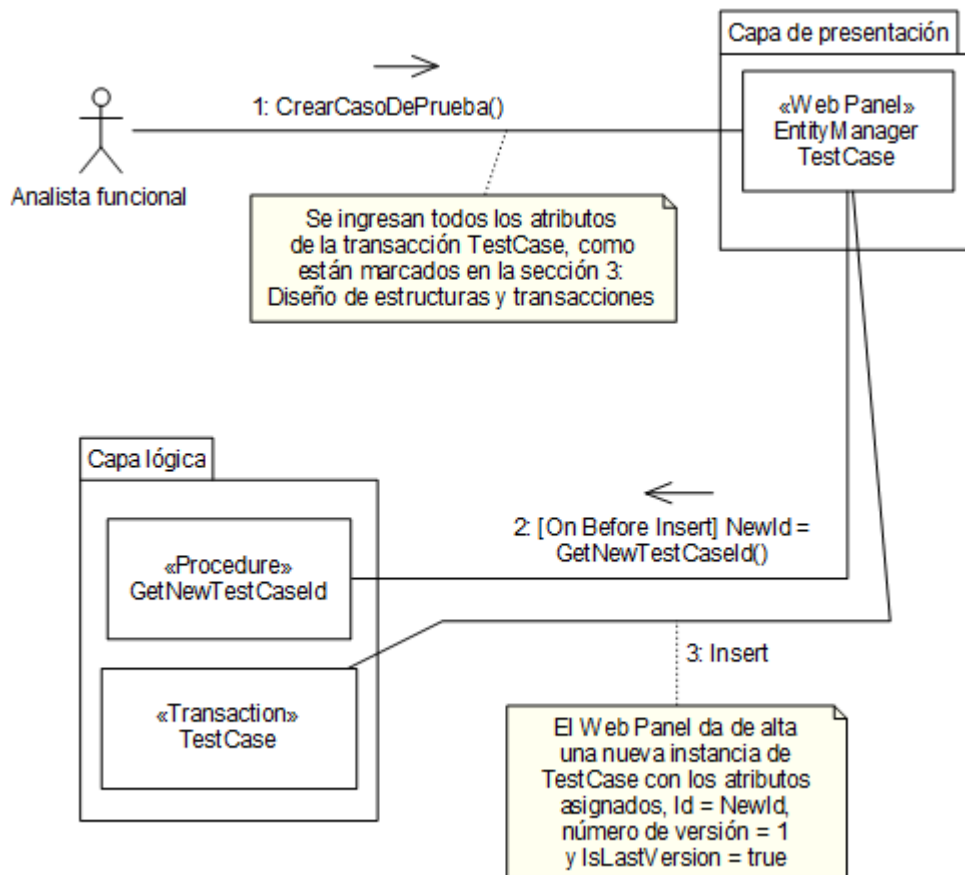 Capa de presentación
«Web Panel»
EntityManager
TestCase
1: CrearCasoDePrueba()
Analista funcional
Se ingresan todos los atributos
de la transacción TestCase, como
están marcados en la sección 3:
Diseño de estructuras y transacciones
Capa lógica
«Procedure»
GetNewTestCaseId
2: [On Before Insert] NewId =
GetNewTestCaseId()
«Transaction»
TestCase
3: Insert
El Web Panel da de alta
una nueva instancia de
TestCase con los atributos
asignados, Id = NewId,
número de versión = 1
y IsLastVersion = true